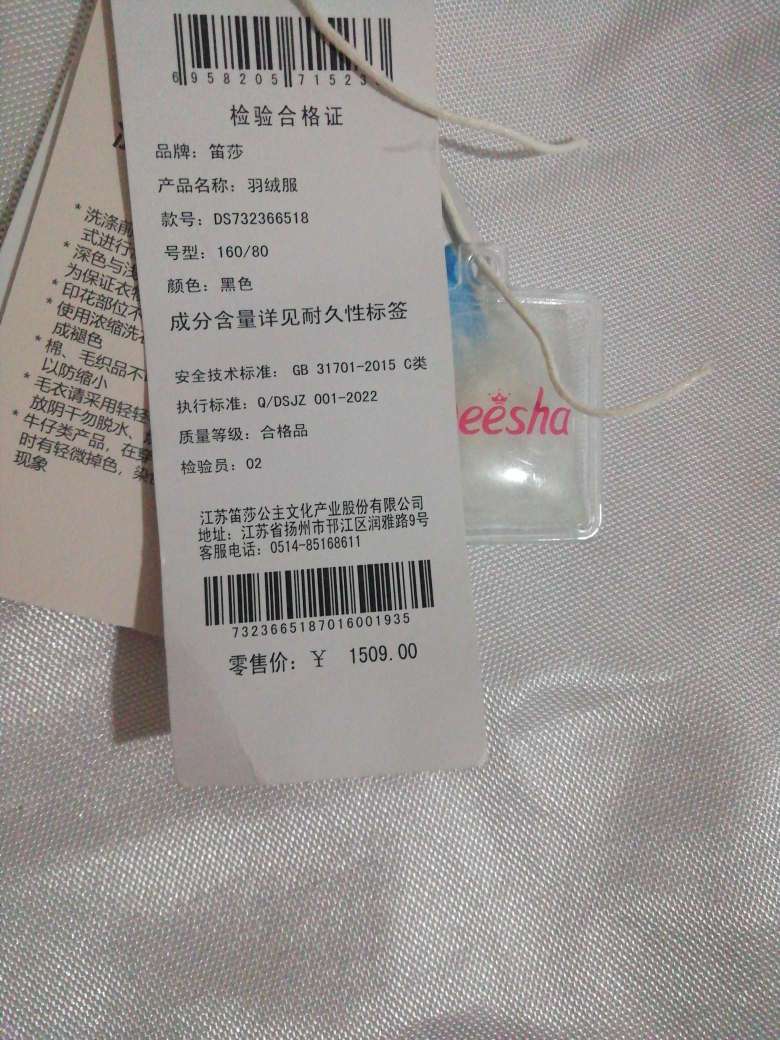 6 958205 71523
检验合格证
品牌：笛莎
产品名称：羽绒服
款号：DS732366518
号型：160/80
颜色：黑色
成分含量详见耐久性标签
安全技术标准： GB 31701-2015 C类
执行标准：Q/DSJZ 001-2022
质量等级：合格品
检验员：02
江苏笛莎公主文化产业股份有限公司
地址：江苏省扬州市邗江区润雅路9号
客服电话：0514-85168611
7323665187016001935
零售价：￥ 1509.00
* 洗涤前
式进行
* 深色与浅
为保证衣物
* 印花部位不
* 使用浓缩洗衣
成褪色
* 棉、毛织品不
以防缩小
* 毛衣请采用轻轻
放阴干勿脱水、
* 牛仔类产品，在穿
时有轻微掉色，染
现象
eesha